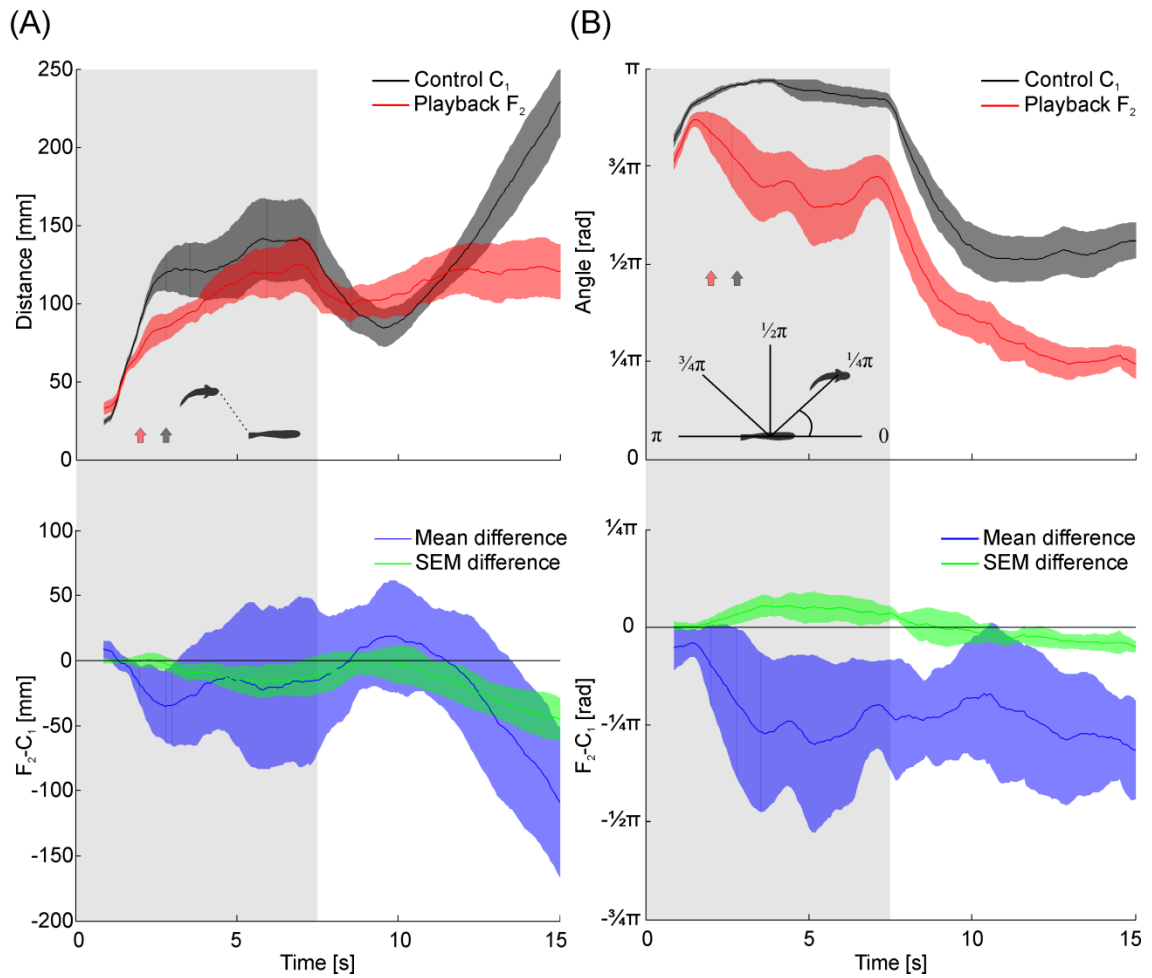 (A)
250
200
150
100
50
0
Distance [mm]
Control C₁
Playback F₂
100
50
0
-50
-100
-150
-200
F₂-C₁ [mm]
Mean difference
SEM difference
0 5 10 15
Time [s]
(B)
π
¾π
½π
¼π
0
Angle [rad]
Control C₁
Playback F₂
½π
¾π ¼π
π 0
¼π
0
-¼π
-½π
-¾π
F₂-C₁ [rad]
Mean difference
SEM difference
0 5 10 15
Time [s]